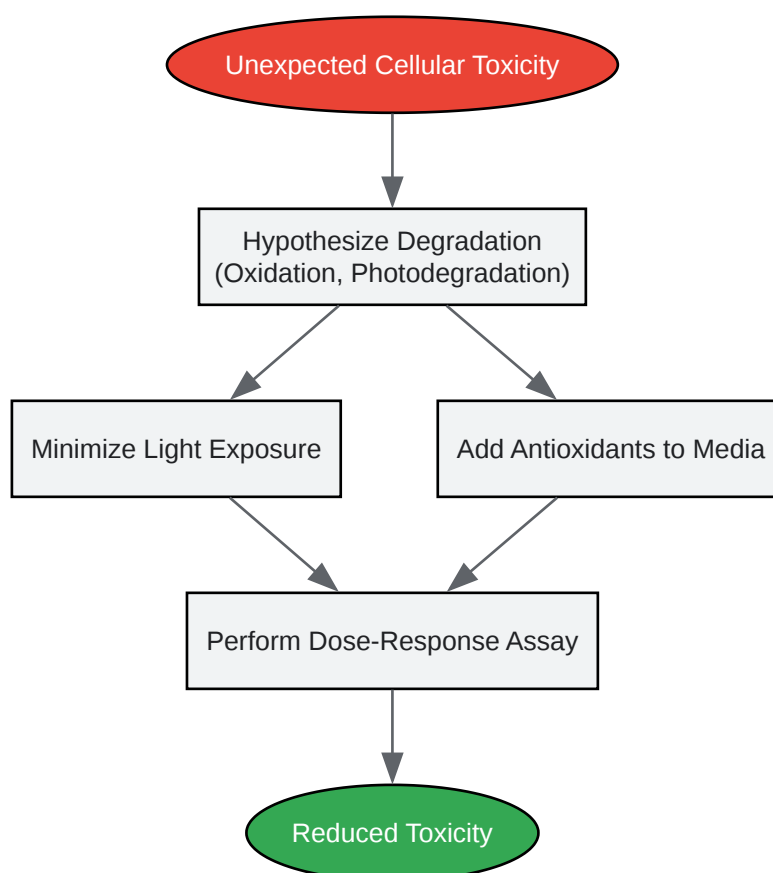 Unexpected Cellular Toxicity
Hypothesize Degradation
(Oxidation, Photodegradation)
Minimize Light Exposure
Add Antioxidants to Media
Perform Dose-Response Assay
Reduced Toxicity